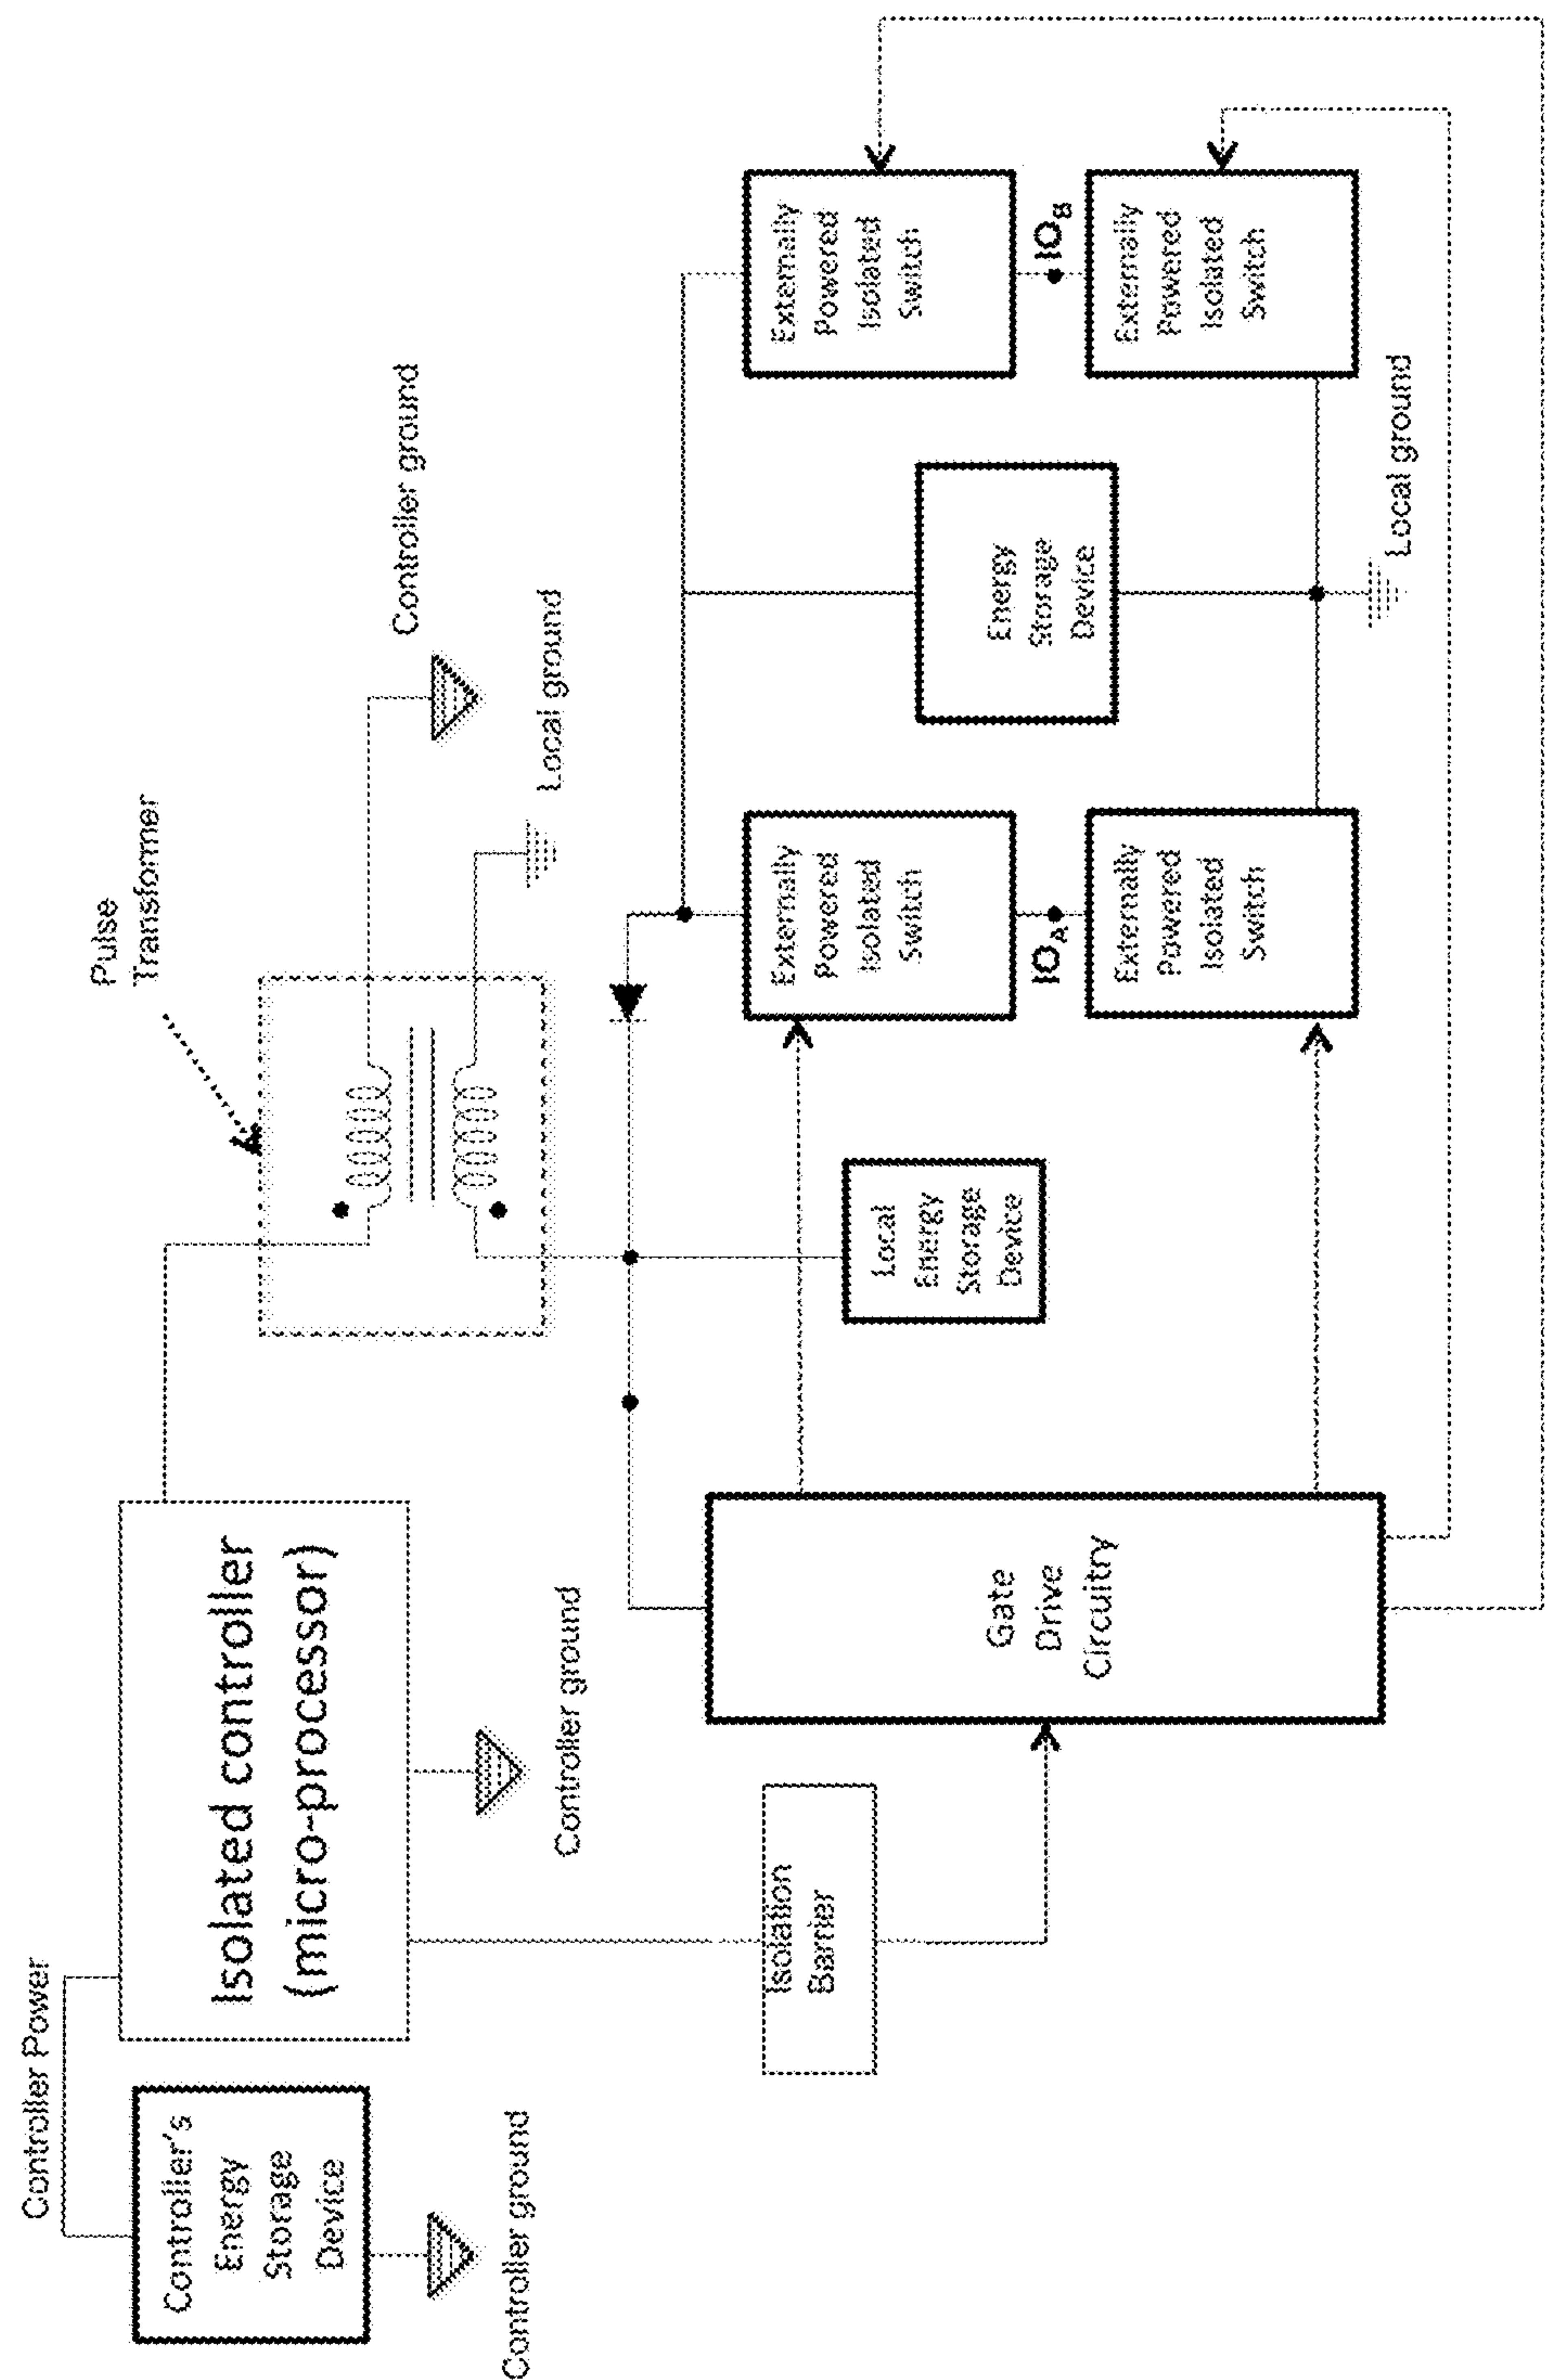 Controller Power
Controller's
Energy
Storage
Device
Controller ground
Isolated controller
(micro-processor)
Controller ground
Isolation
Barrier
Pulse
Transformer
Controller ground
Local ground
Gate
Drive
Circuitry
Local
Energy
Storage
Device
Externally
Powered
Isolated
Switch
IOA
Externally
Powered
Isolated
Switch
Energy
Storage
Device
Local ground
Externally
Powered
Isolated
Switch
IOB
Externally
Powered
Isolated
Switch